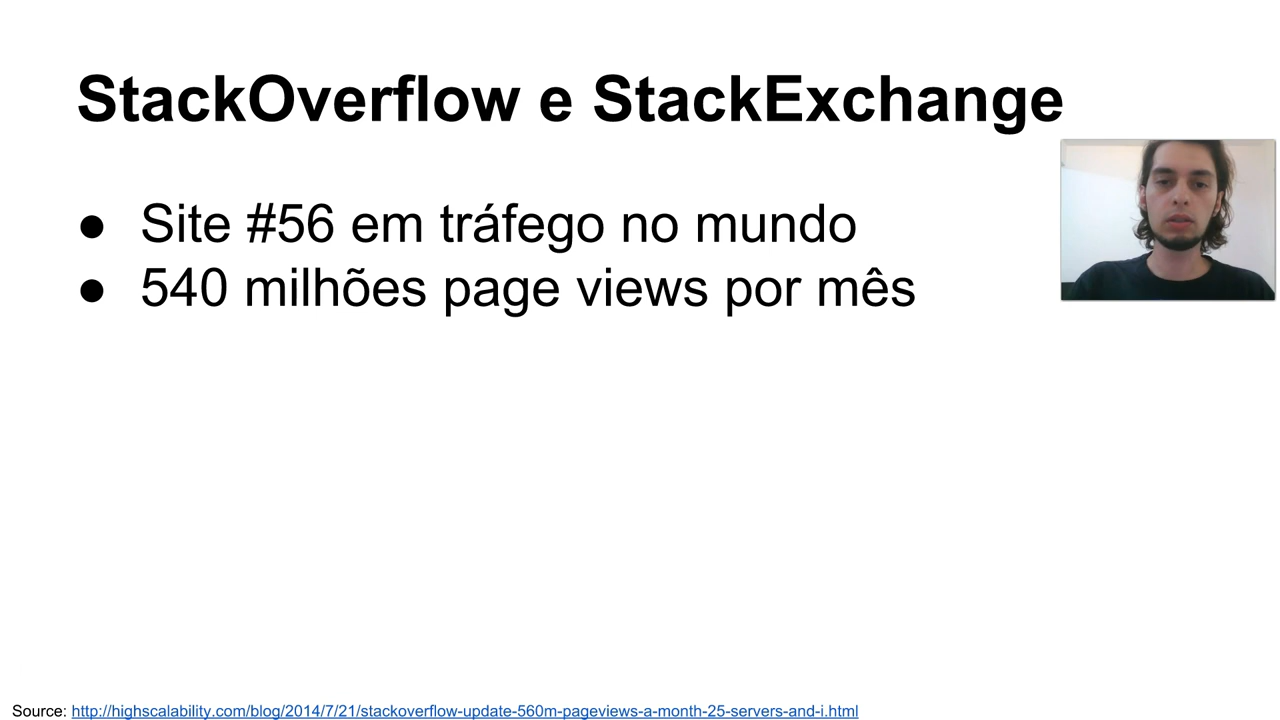 StackOverflow e StackExchange
● Site #56 em tráfego no mundo
● 540 milhões page views por mês
Source: http://highscalability.com/blog/2014/7/21/stackoverflow-update-560m-pageviews-a-month-25-servers-and-i.html